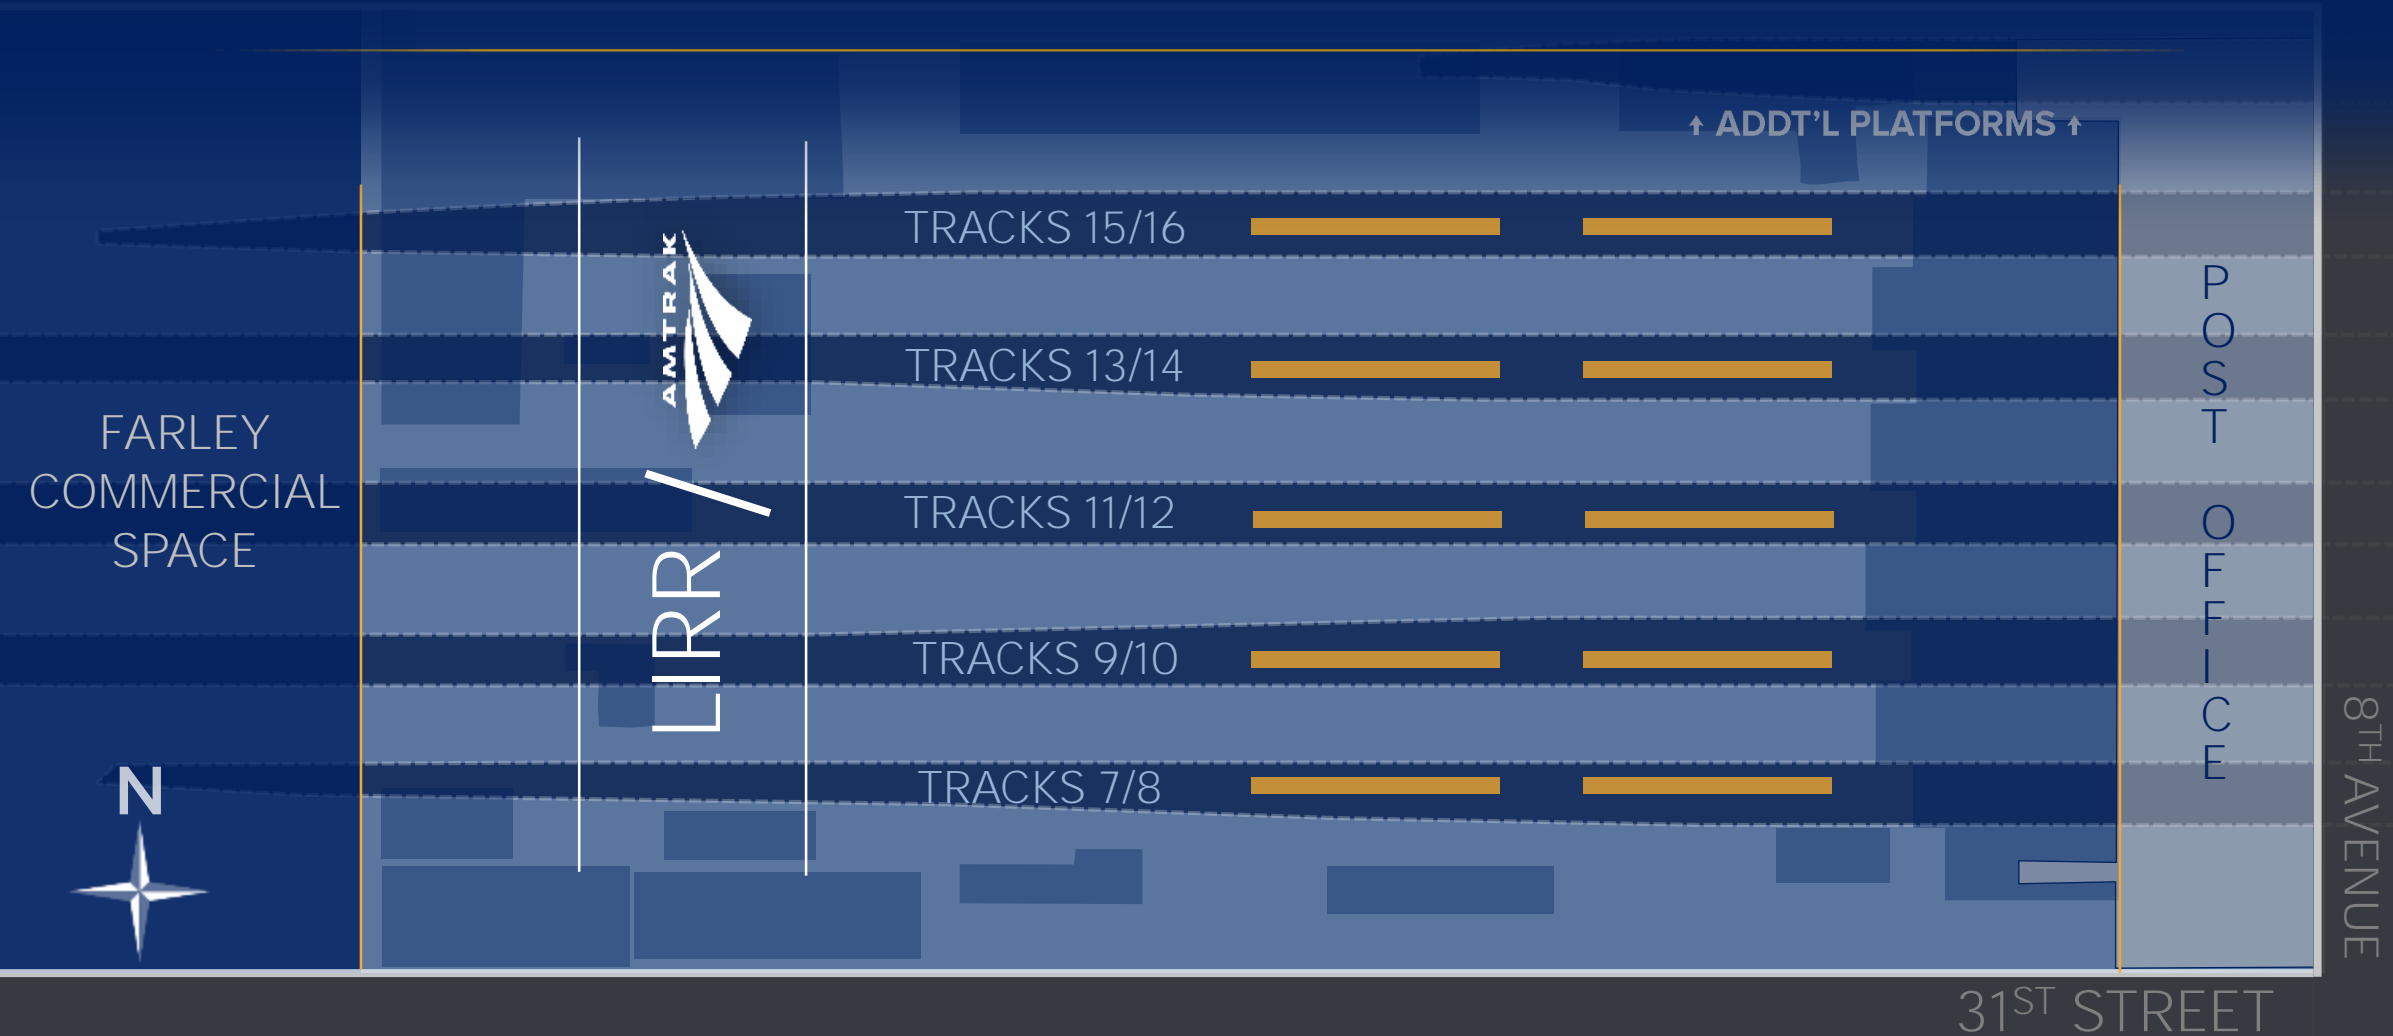 ADDT'L PLATFORMS
TRACKS 15/16
TRACKS 13/14
TRACKS 11/12
TRACKS 9/10
TRACKS 7/8
AMTRAK
LIRR /
FARLEY
COMMERCIAL
SPACE
N
POST OFFICE
8TH AVENUE
31ST STREET